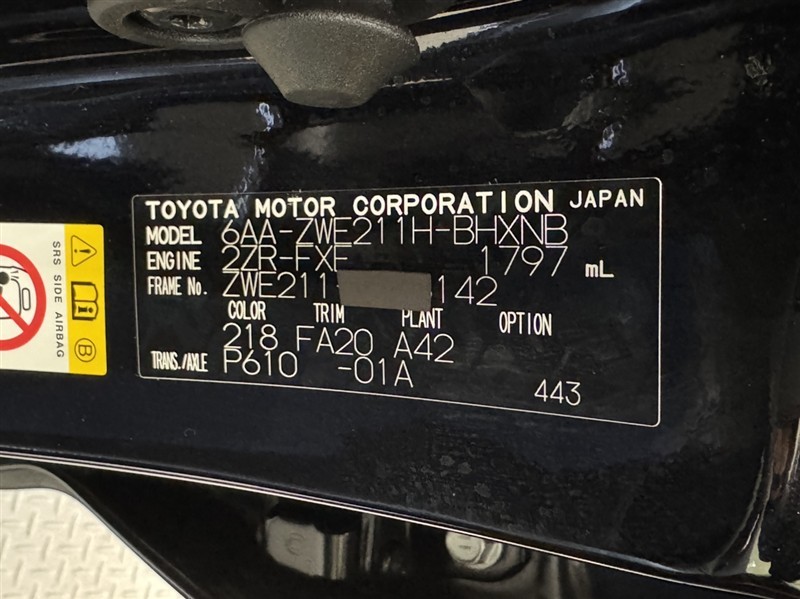 TOYOTA MOTOR CORPORATION JAPAN
MODEL 6AA-ZWE211H-BHXNB
ENGINE 2ZR-FXE 1797 mL
FRAME No. ZWE211 142
COLOR TRIM PLANT OPTION
218 FA20 A42
TRANS./AXLE P610 -01A
443
SRS SIDE AIRBAG
B